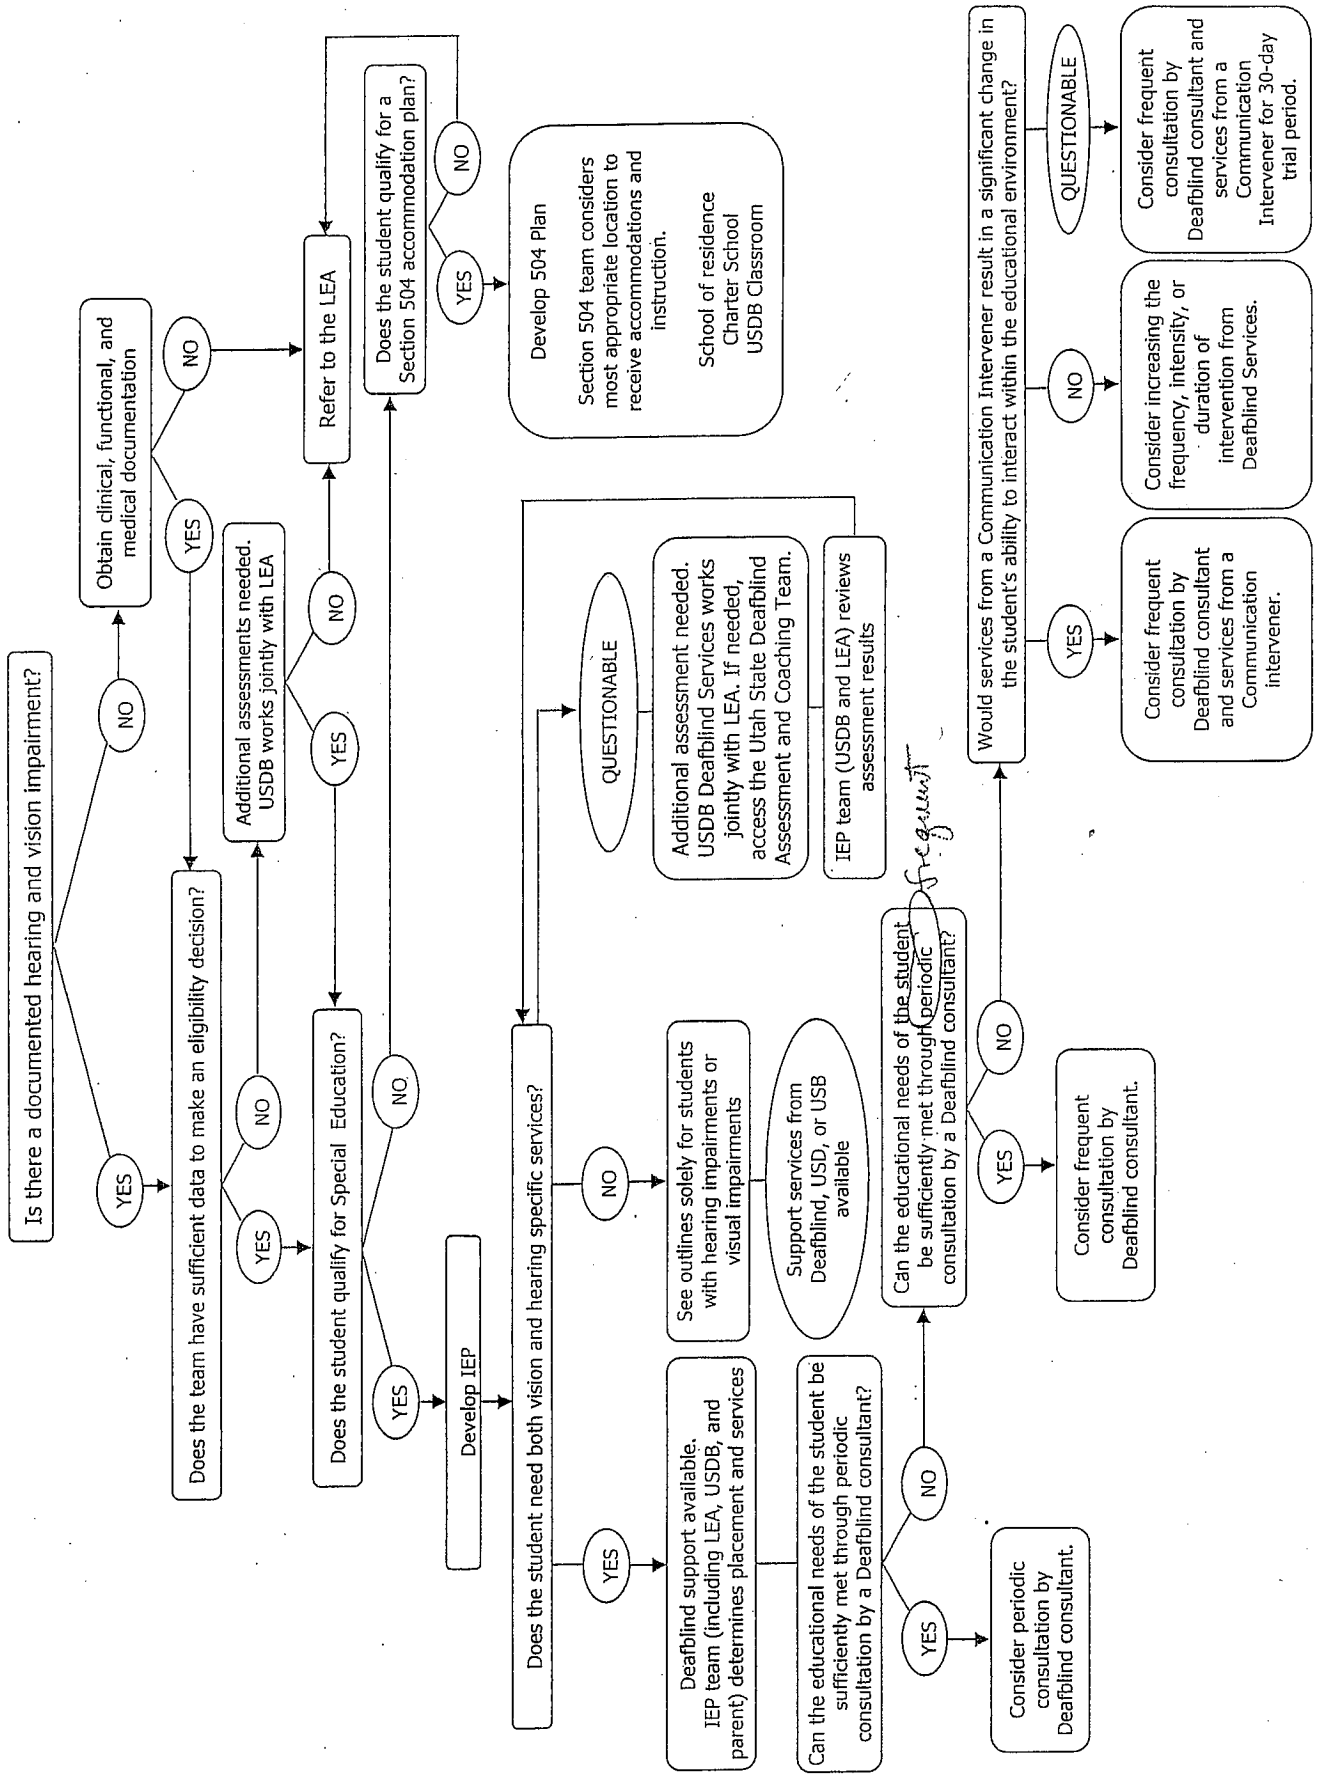 Is there a documented hearing and vision impairment?
YES
NO
Obtain clinical, functional, and
medical documentation
YES
NO
Does the team have sufficient data to make an eligibility decision?
YES
NO
Additional assessments needed.
USDB works jointly with LEA
YES
NO
Refer to the LEA
Does the student qualify for Special Education?
YES
NO
Does the student qualify for a
Section 504 accommodation plan?
YES
NO
Develop 504 Plan
Section 504 team considers
most appropriate location to
receive accommodations and
instruction.
School of residence
Charter School
USDB Classroom
Develop IEP
Does the student need both vision and hearing specific services?
YES
NO
QUESTIONABLE
Deafblind support available.
IEP team (including LEA, USDB, and
parent) determines placement and services
See outlines solely for students
with hearing impairments or
visual impairments
Support services from
Deafblind, USD, or USB
available
Additional assessment needed.
USDB Deafblind Services works
jointly with LEA. If needed,
access the Utah State Deafblind
Assessment and Coaching Team.
IEP team (USDB and LEA) reviews
assessment results
Can the educational needs of the student be
sufficiently met through periodic
consultation by a Deafblind consultant?
YES
NO
Consider periodic
consultation by
Deafblind consultant.
Can the educational needs of the student
be sufficiently met through periodic
consultation by a Deafblind consultant?
frequent
YES
NO
Consider frequent
consultation by
Deafblind consultant.
Would services from a Communication Intervener result in a significant change in
the student's ability to interact within the educational environment?
YES
NO
QUESTIONABLE
Consider frequent
consultation by
Deafblind consultant
and services from a
Communication
intervener.
Consider increasing the
frequency, intensity, or
duration of
intervention from
Deafblind Services.
Consider frequent
consultation by
Deafblind consultant and
services from a
Communication
Intervener for 30-day
trial period.